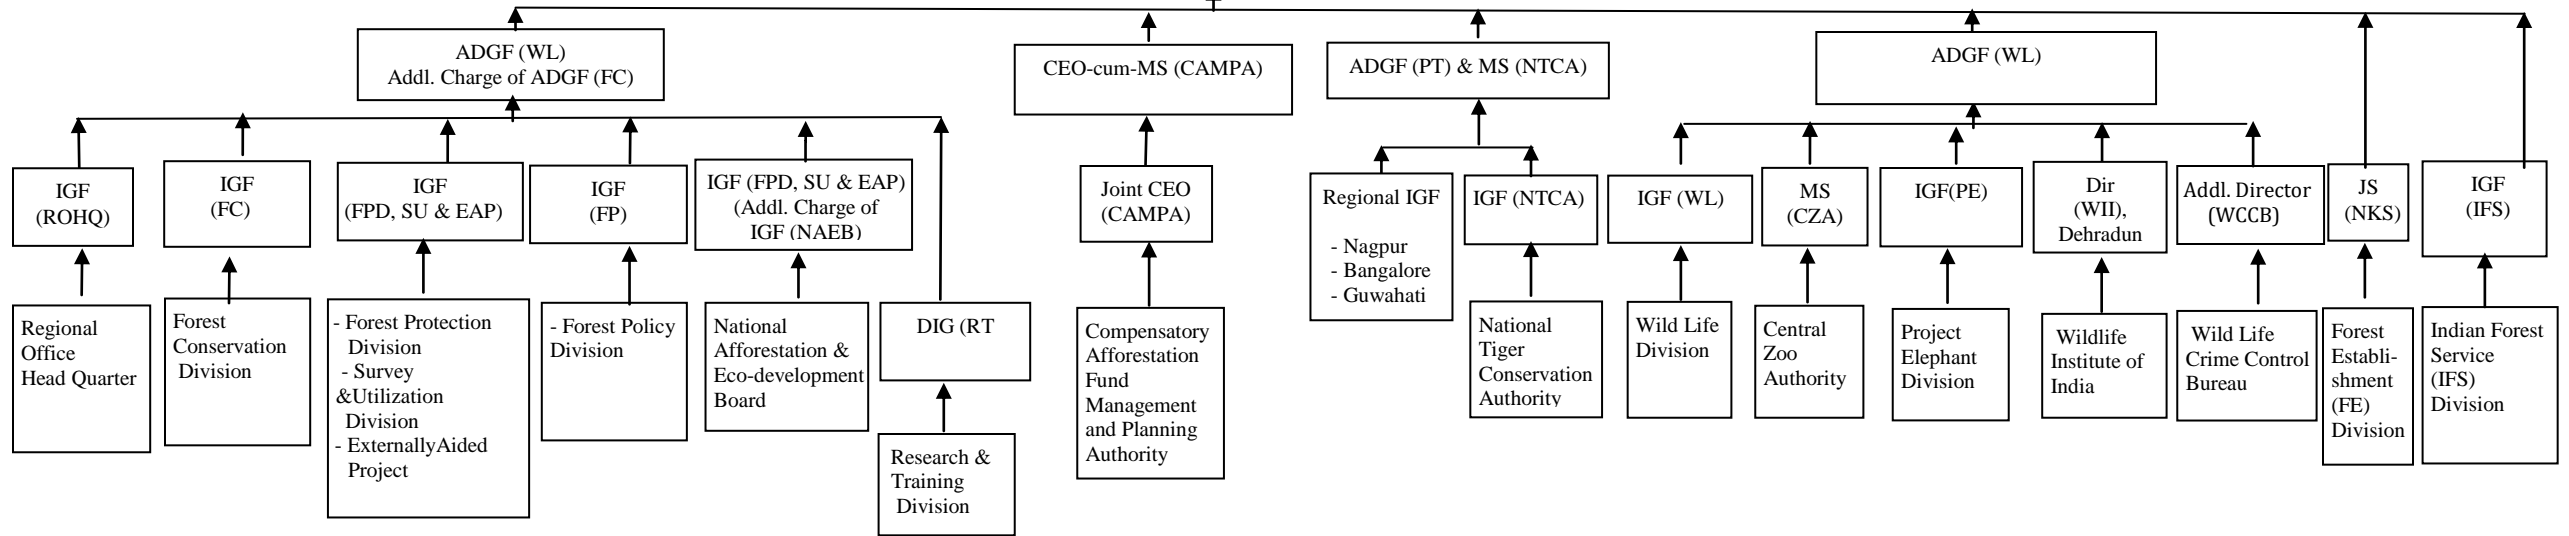 ADGF (WL)
Addl. Charge of ADGF (FC)
CEO-cum-MS (CAMPA)
ADGF (PT) & MS (NTCA)
ADGF (WL)
IGF
(ROHQ)
IGF
(FC)
IGF
(FPD, SU & EAP)
IGF
(FP)
IGF (FPD, SU & EAP)
(Addl. Charge of
IGF (NAEB)
Joint CEO
(CAMPA)
Regional IGF
- Nagpur
- Bangalore
- Guwahati
IGF (NTCA)
IGF (WL)
MS
(CZA)
IGF(PE)
Dir
(WII),
Dehradun
Addl. Director
(WCCB)
JS
(NKS)
IGF
(IFS)
Regional
Office
Head Quarter
Forest
Conservation
Division
- Forest Protection
Division
- Survey
&Utilization
Division
- ExternallyAided
Project
- Forest Policy
Division
National
Afforestation &
Eco-development
Board
DIG (RT
Research &
Training
Division
Compensatory
Afforestation
Fund
Management
and Planning
Authority
National
Tiger
Conservation
Authority
Wild Life
Division
Central
Zoo
Authority
Project
Elephant
Division
Wildlife
Institute of
India
Wild Life
Crime Control
Bureau
Forest
Establi-
shment
(FE)
Division
Indian Forest
Service
(IFS)
Division